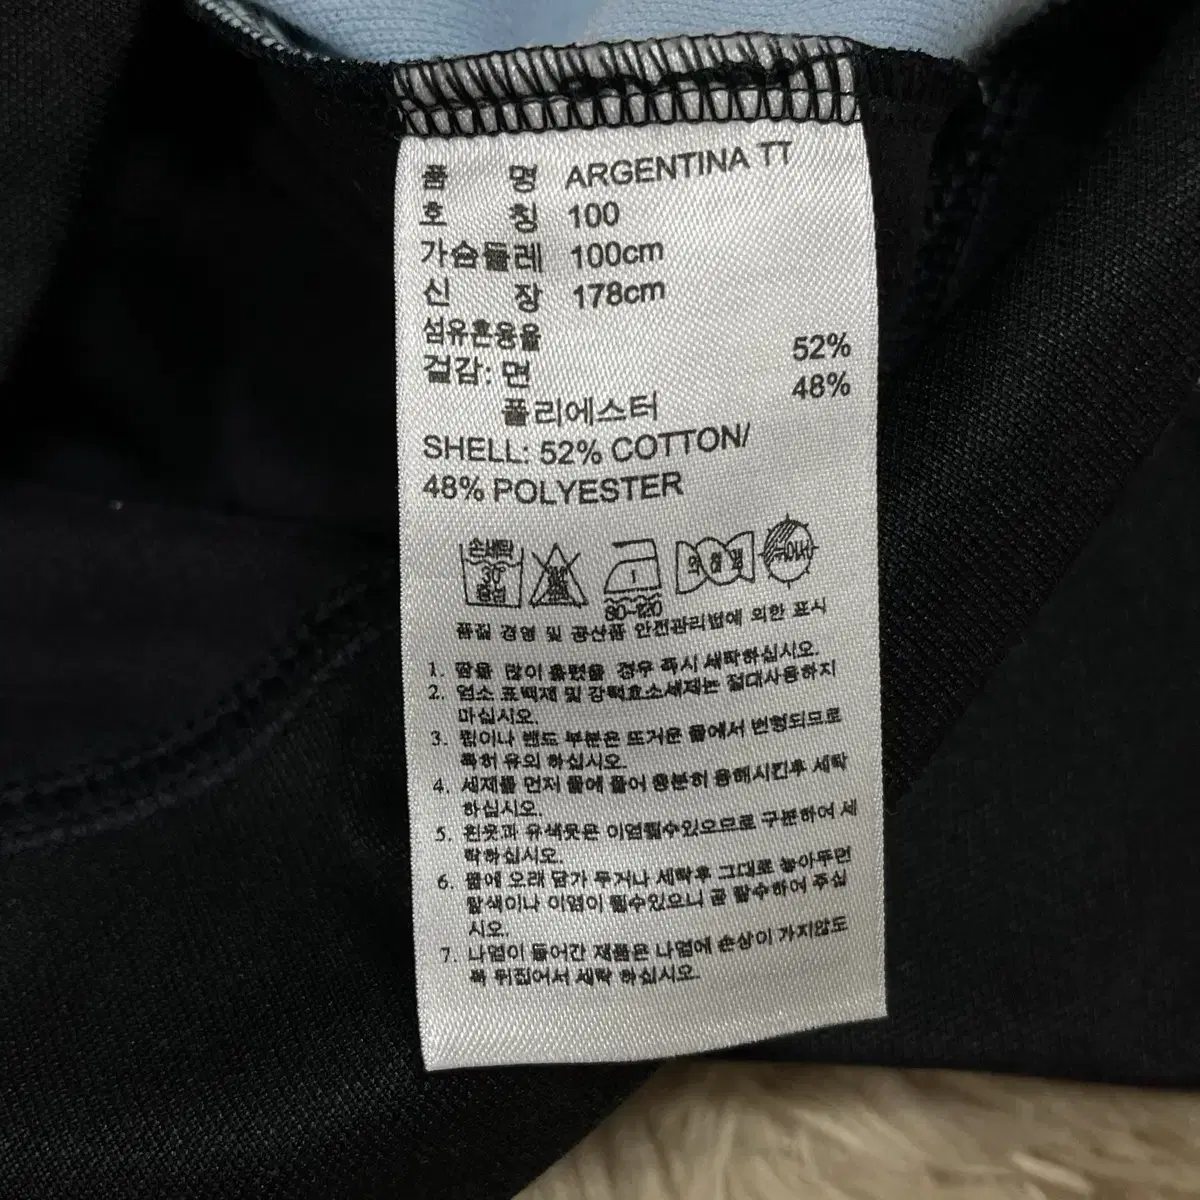 품 명 ARGENTINA TT
호 칭 100
가슴둘레 100cm
신 장 178cm
섬유혼용율
겉감: 면 52%
폴리에스터 48%
SHELL: 52% COTTON/
48% POLYESTER
손세탁
30°
중성
80~120
품질 경영 및 공산품 안전관리법에 의한 표시
1. 땀을 많이 흘렸을 경우 즉시 세탁하십시오.
2. 염소 표백제 및 강력효소세제는 절대사용하지
마십시오.
3. 찜이나 밴드 부분은 뜨거운 물에서 변형되므로
특히 유의 하십시오.
4. 세제를 먼저 물에 풀어 충분히 용해시킨후 세탁
하십시오.
5. 흰옷과 유색옷은 이염될수있으므로 구분하여 세
탁하십시오.
6. 물에 오래 담가 두거나 세탁후 그대로 놓아두면
탈색이나 이염이 될수있으니 곧 탈수하여 주십
시오.
7. 나염이 들어간 제품은 나염에 손상이 가지않도
록 뒤집어서 세탁 하십시오.